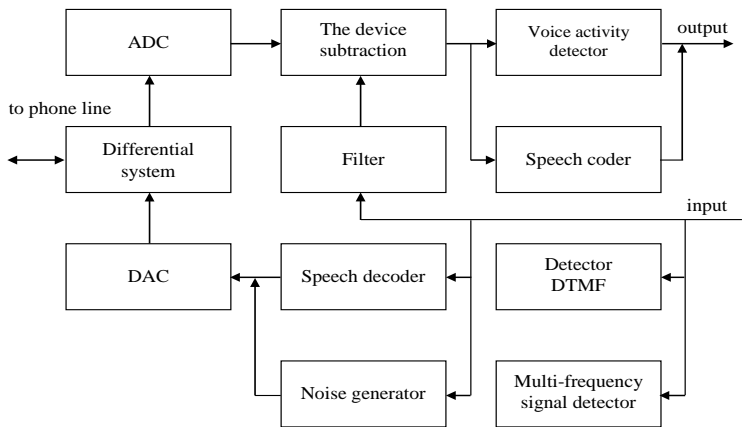 ADC
The device
subtraction
Voice activity
detector
output
to phone line
Differential
system
Filter
Speech coder
input
DAC
Speech decoder
Detector
DTMF
Noise generator
Multi-frequency
signal detector